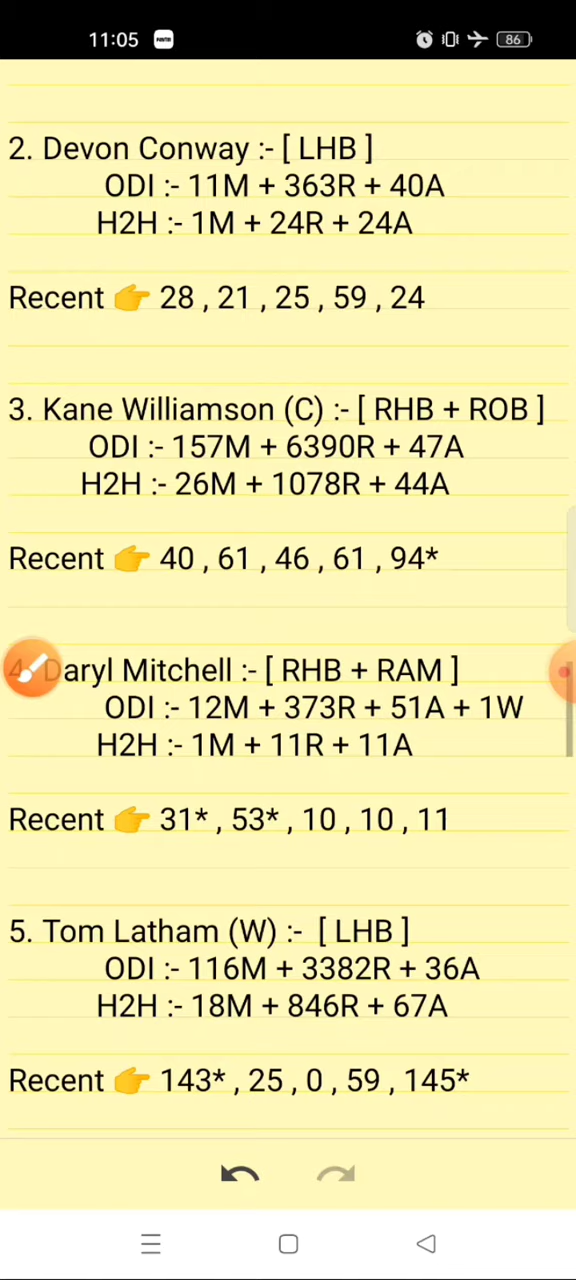 11:05
86
2. Devon Conway :- [ LHB ]
ODI :- 11M + 363R + 40A
H2H :- 1M + 24R + 24A
Recent 👉 28 , 21 , 25 , 59 , 24
3. Kane Williamson (C) :- [ RHB + ROB ]
ODI :- 157M + 6390R + 47A
H2H :- 26M + 1078R + 44A
Recent 👉 40 , 61 , 46 , 61 , 94*
4. Daryl Mitchell :- [ RHB + RAM ]
ODI :- 12M + 373R + 51A + 1W
H2H :- 1M + 11R + 11A
Recent 👉 31* , 53* , 10 , 10 , 11
5. Tom Latham (W) :- [ LHB ]
ODI :- 116M + 3382R + 36A
H2H :- 18M + 846R + 67A
Recent 👉 143* , 25 , 0 , 59 , 145*